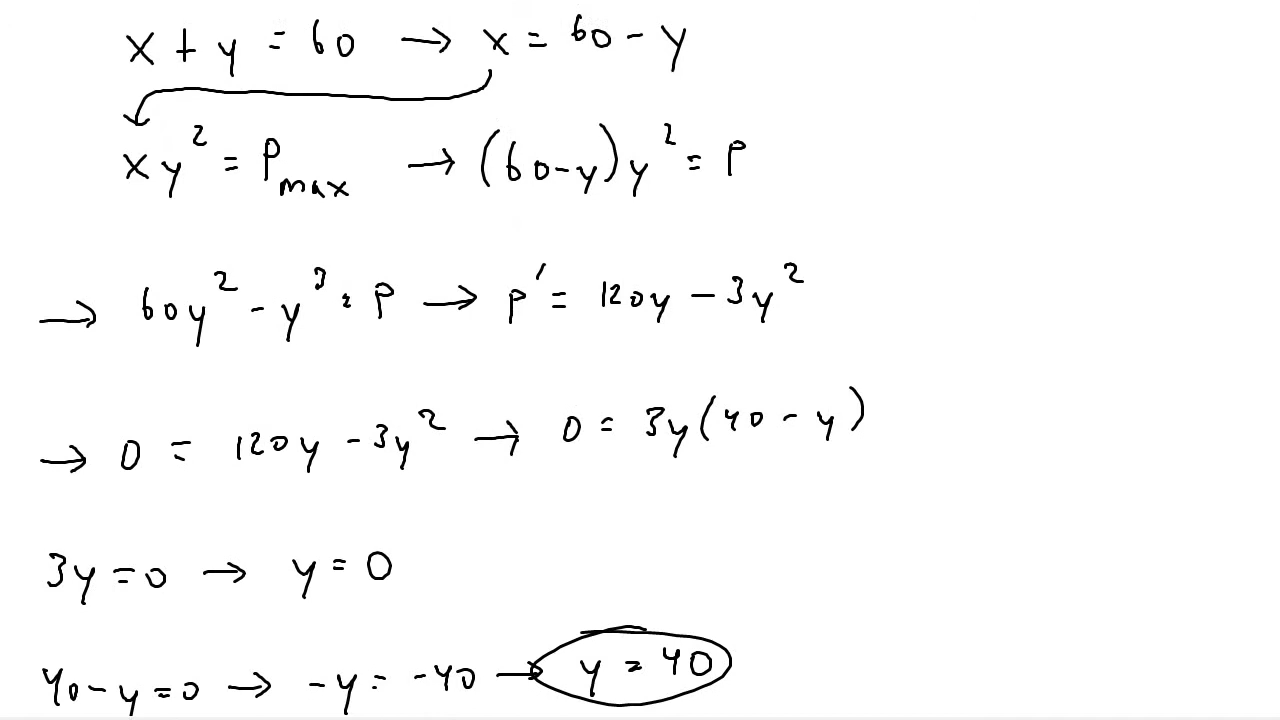 x + y = 60 → x = 60 - y
xy² = P_max → (60-y)y² = P
→ 60y² - y³ = P → P' = 120y - 3y²
→ 0 = 120y - 3y² → 0 = 3y(40 - y)
3y = 0 → y = 0
40 - y = 0 → -y = -40 → y = 40